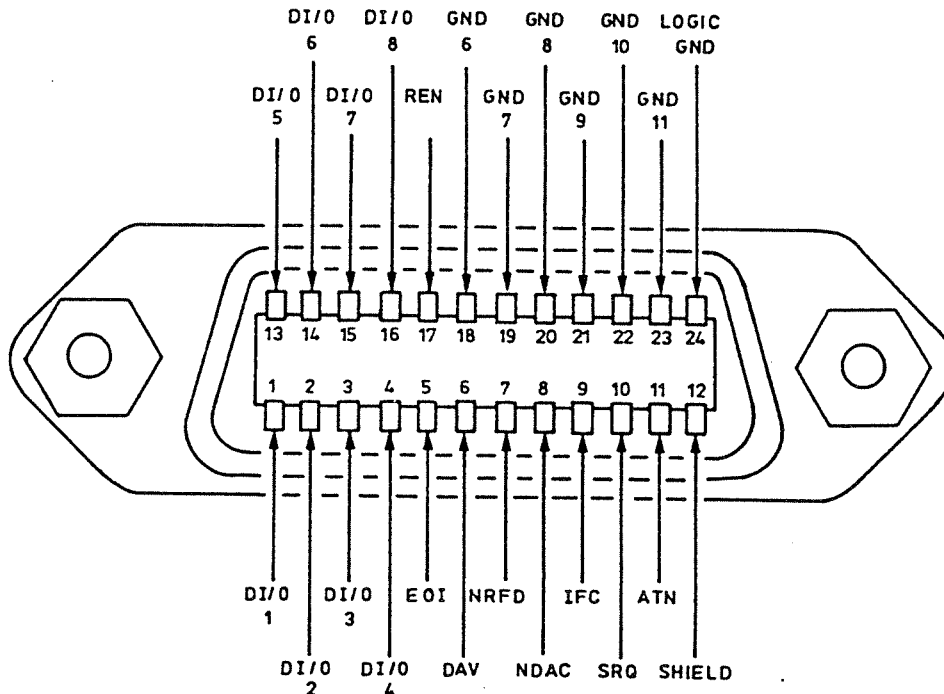 DI/O DI/O GND GND GND LOGIC
6 8 6 8 10 GND
DI/O DI/O REN GND GND GND
5 7 7 9 11
13 14 15 16 17 18 19 20 21 22 23 24
1 2 3 4 5 6 7 8 9 10 11 12
DI/O DI/O EOI NRFD IFC ATN
1 3
DI/O DI/O DAV NDAC SRQ SHIELD
2 4